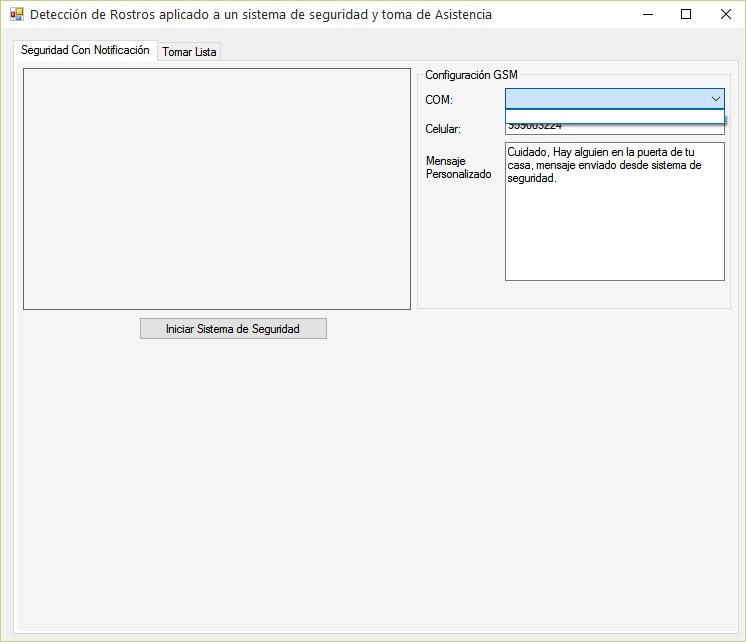 Detección de Rostros aplicado a un sistema de seguridad y toma de Asistencia
Seguridad Con Notificación
Tomar Lista
Configuración GSM
COM:
Celular:
959003224
Mensaje
Personalizado
Cuidado, Hay alguien en la puerta de tu
casa, mensaje enviado desde sistema de
seguridad.
Iniciar Sistema de Seguridad